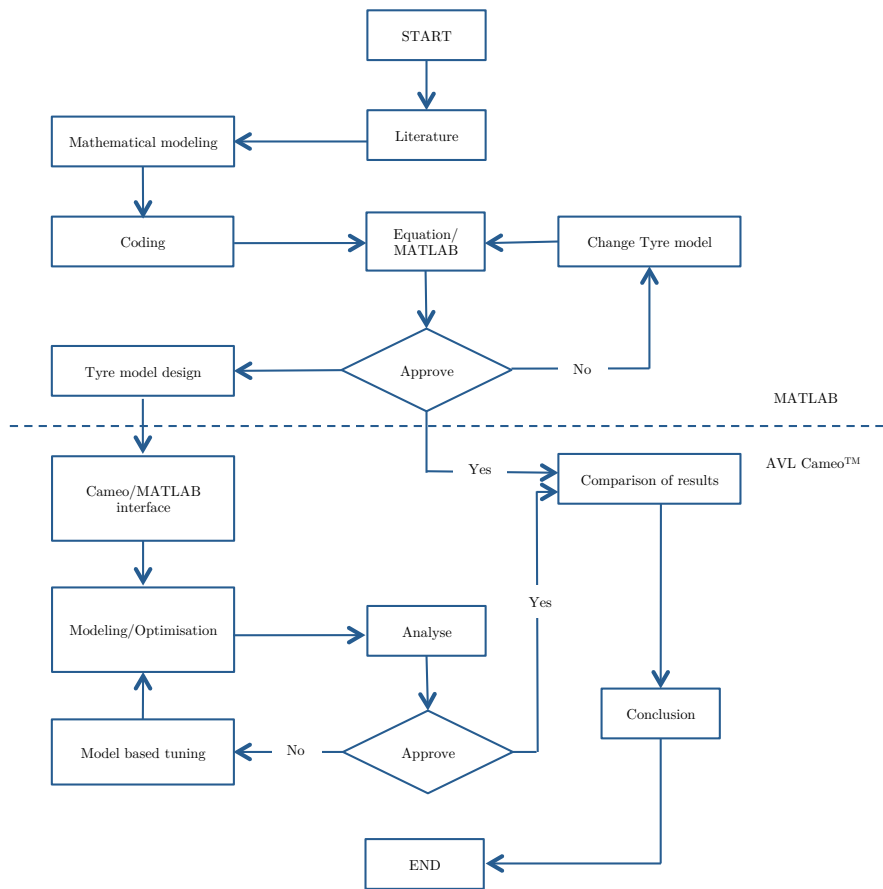 START
Literature
Mathematical modeling
Coding
Equation/
MATLAB
Change Tyre model
Tyre model design
Approve
No
MATLAB
Yes
Comparison of results
AVL Cameo™
Cameo/MATLAB
interface
Yes
Modeling/Optimisation
Analyse
Conclusion
Model based tuning
No
Approve
END